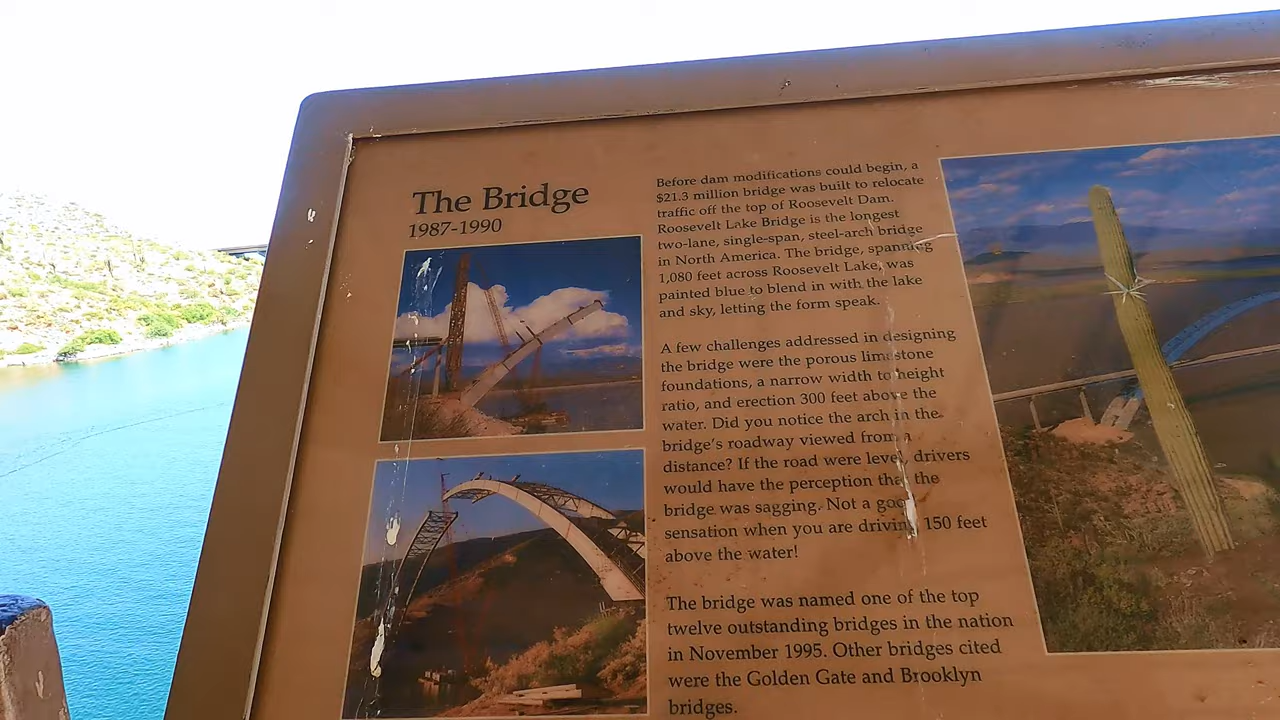 The Bridge
1987-1990
Before dam modifications could begin, a
$21.3 million bridge was built to relocate
traffic off the top of Roosevelt Dam.
Roosevelt Lake Bridge is the longest
two-lane, single-span, steel-arch bridge
in North America. The bridge, spanning
1,080 feet across Roosevelt Lake, was
painted blue to blend in with the lake
and sky, letting the form speak.
A few challenges addressed in designing
the bridge were the porous limestone
foundations, a narrow width to height
ratio, and erection 300 feet above the
water. Did you notice the arch in the
bridge's roadway viewed from a
distance? If the road were level, drivers
would have the perception that the
bridge was sagging. Not a good
sensation when you are driving 150 feet
above the water!
The bridge was named one of the top
twelve outstanding bridges in the nation
in November 1995. Other bridges cited
were the Golden Gate and Brooklyn
bridges.